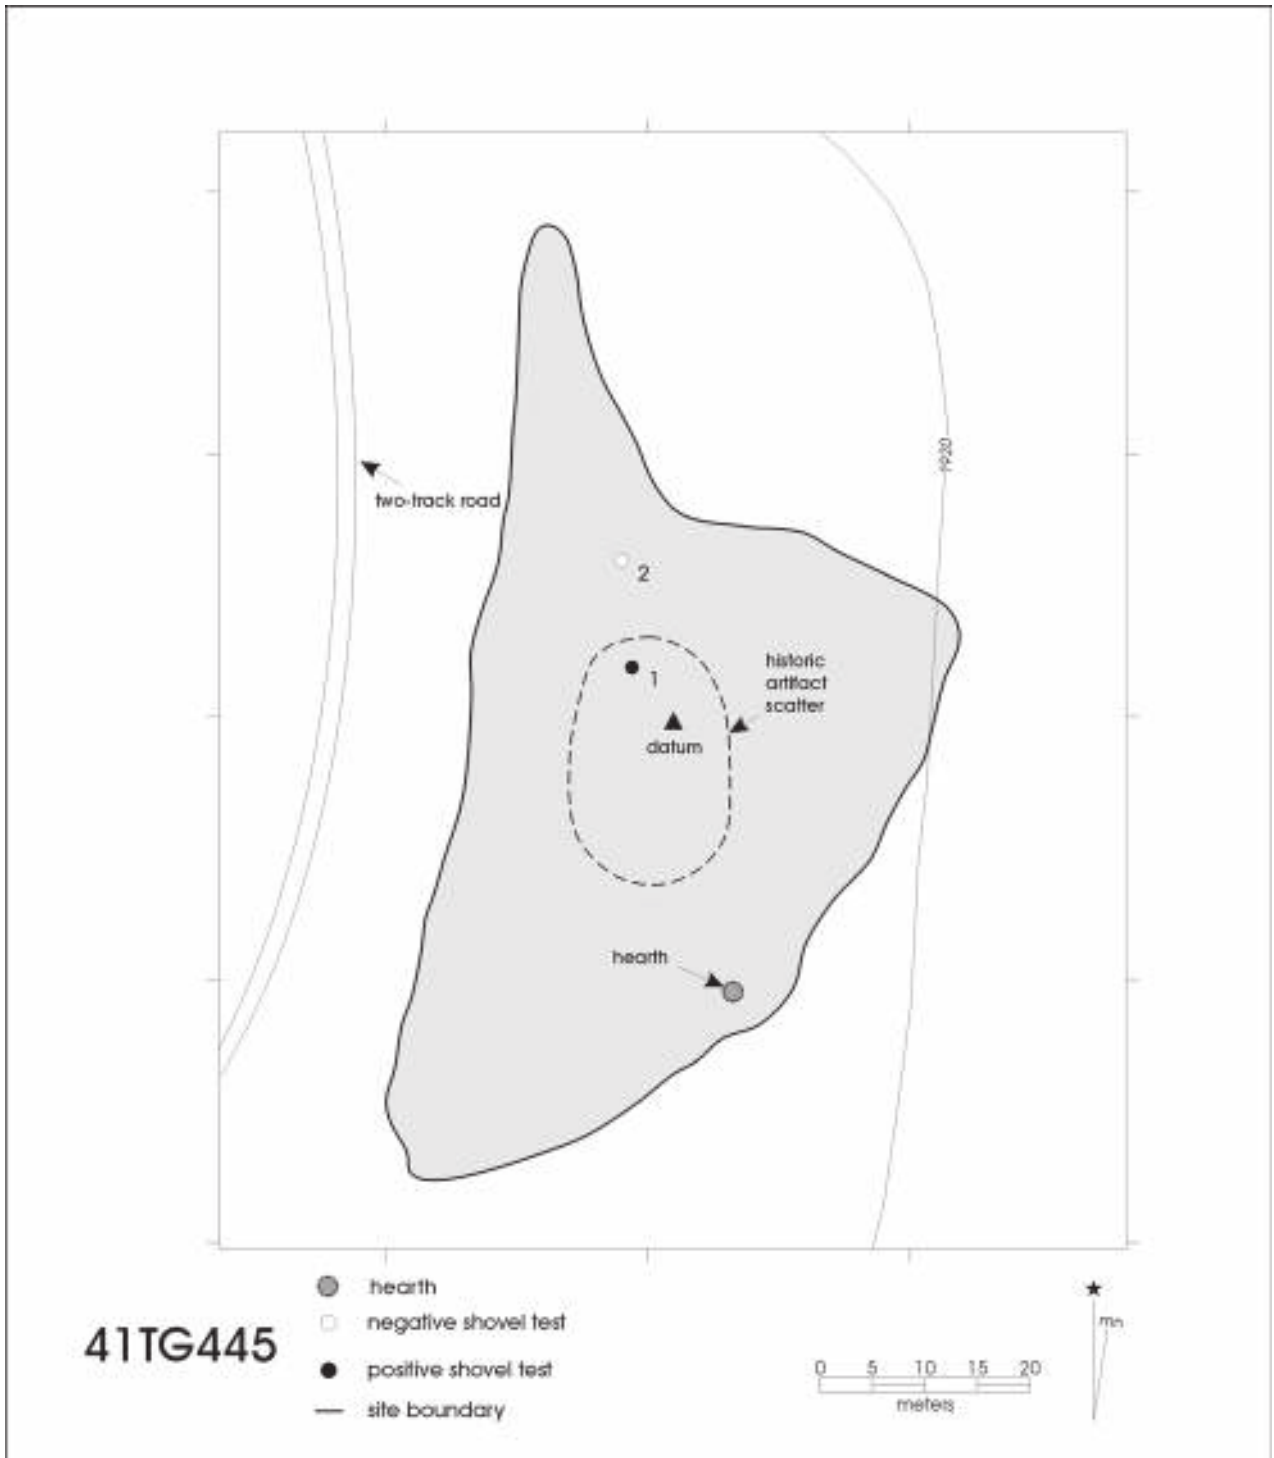 1920
two-track road
2
historic
artifact
scatter
1
datum
hearth
hearth
negative shovel test
41TG445
positive shovel test
site boundary
0 5 10 15 20
meters
mn